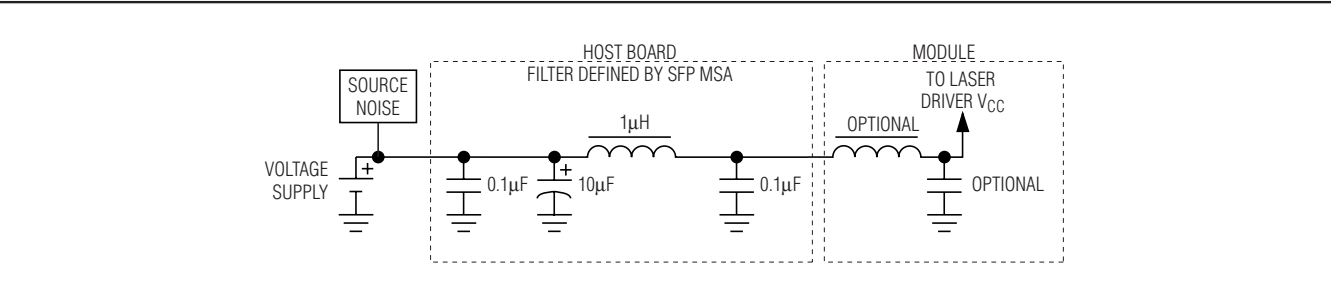 HOST BOARD
FILTER DEFINED BY SFP MSA
MODULE
SOURCE
NOISE
TO LASER
DRIVER VCC
1μH
OPTIONAL
VOLTAGE
SUPPLY
+
0.1μF
+
10μF
0.1μF
OPTIONAL